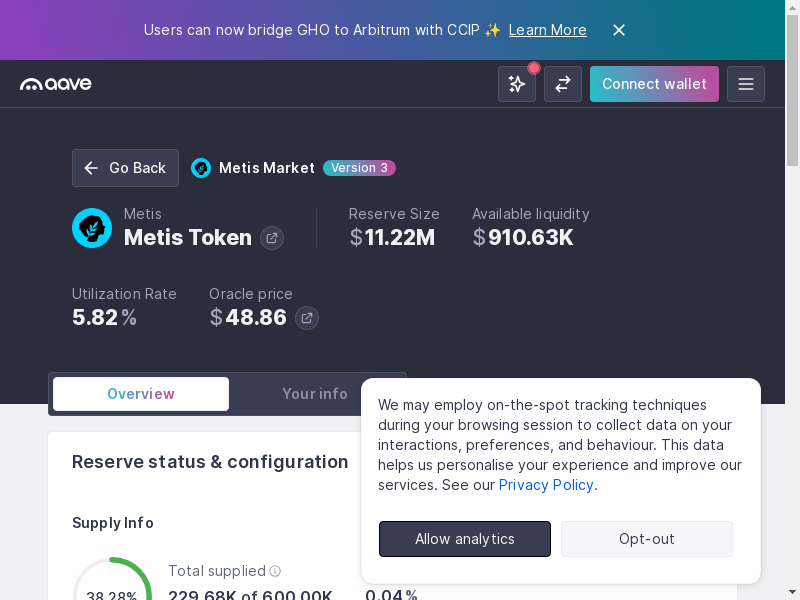 Users can now bridge GHO to Arbitrum with CCIP ✨ Learn More
aave
Connect wallet
Go Back
Metis Market
Version 3
Metis
Metis Token
Reserve Size
$11.22M
Available liquidity
$910.63K
Utilization Rate
5.82%
Oracle price
$48.86
Overview
Your info
We may employ on-the-spot tracking techniques
during your browsing session to collect data on your
interactions, preferences, and behaviour. This data
helps us personalise your experience and improve our
services. See our Privacy Policy.
Allow analytics
Opt-out
Reserve status & configuration
Supply Info
38.28%
Total supplied
229.68K of 600.00K
0.04%